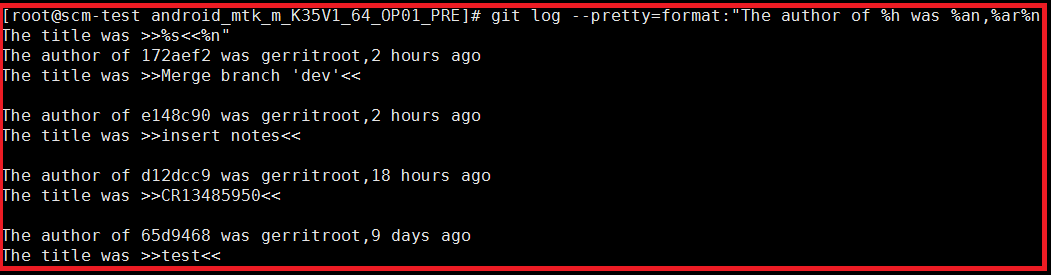 [root@scm-test android_mtk_m_K35V1_64_OP01_PRE]# git log --pretty=format:"The author of %h was %an,%ar%n
The title was >>%s<<%n"
The author of 172aef2 was gerritroot,2 hours ago
The title was >>Merge branch 'dev'<<
The author of e148c90 was gerritroot,2 hours ago
The title was >>insert notes<<
The author of d12dcc9 was gerritroot,18 hours ago
The title was >>CR13485950<<
The author of 65d9468 was gerritroot,9 days ago
The title was >>test<<